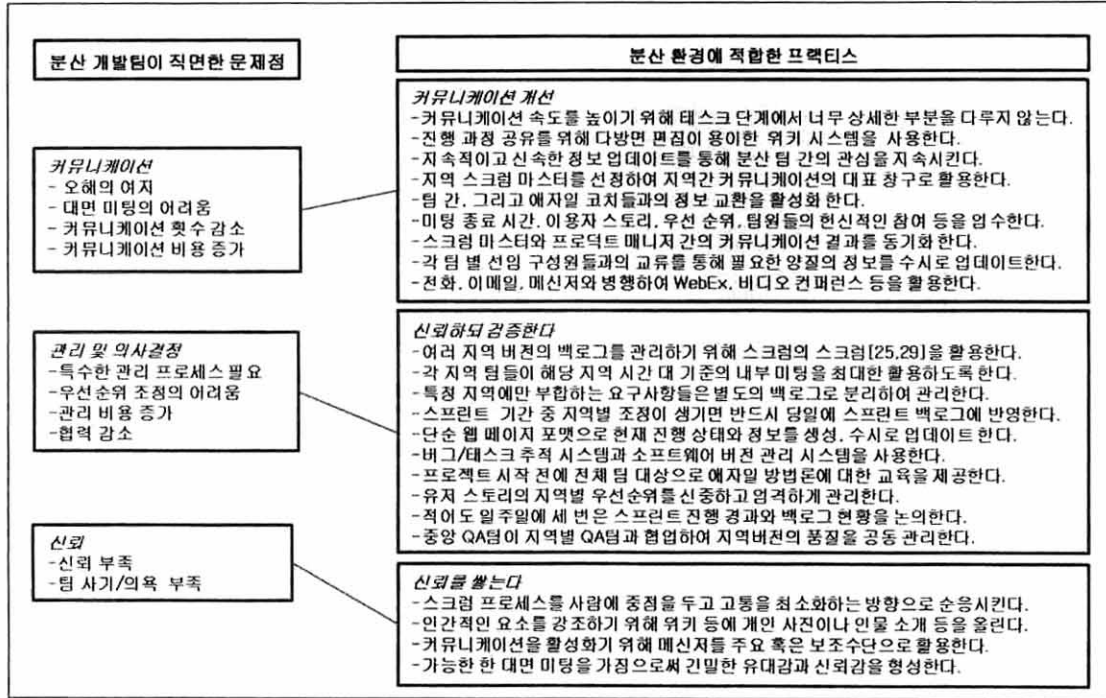 분산 개발팀이 직면한 문제점
분산 환경에 적합한 프랙티스
커뮤니케이션
- 오해의 여지
- 대면 미팅의 어려움
- 커뮤니케이션 횟수 감소
- 커뮤니케이션 비용 증가
커뮤니케이션 개선
-커뮤니케이션 속도를 높이기 위해 태스크 단계에서 너무 상세한 부분을 다루지 않는다.
-진행 과정 공유를 위해 다방면 편집이 용이한 위키 시스템을 사용한다.
-지속적이고 신속한 정보 업데이트를 통해 분산 팀 간의 관심을 지속시킨다.
-지역 스크럼 마스터를 선정하여 지역간 커뮤니케이션의 대표 창구로 활용한다.
-팀 간, 그리고 애자일 코치들과의 정보 교환을 활성화 한다.
-미팅 종료 시간, 이용자 스토리, 우선 순위, 팀원들의 헌신적인 참여 등을 엄수한다.
-스크럼 마스터와 프로덕트 매니저 간의 커뮤니케이션 결과를 동기화 한다.
-각 팀 별 선임 구성원들과의 교류를 통해 필요한 양질의 정보를 수시로 업데이트한다.
-전화, 이메일, 메신저와 병행하여 WebEx, 비디오 컨퍼런스 등을 활용한다.
관리 및 의사결정
-특수한 관리 프로세스 필요
-우선순위 조정의 어려움
-관리 비용 증가
-협력 감소
신뢰하되 검증한다
-여러 지역 버전의 백로그를 관리하기 위해 스크럼의 스크럼[25,29]을 활용한다.
-각 지역 팀들이 해당 지역 시간 대 기준의 내부 미팅을 최대한 활용하도록 한다.
-특정 지역에만 부합하는 요구사항들은 별도의 백로그로 분리하여 관리한다.
-스프린트 기간 중 지역별 조정이 생기면 반드시 당일에 스프린트 백로그에 반영한다.
-단순 웹 페이지 포맷으로 현재 진행 상태와 정보를 생성, 수시로 업데이트 한다.
-버그/태스크 추적 시스템과 소프트웨어 버전 관리 시스템을 사용한다.
-프로젝트 시작 전에 전체 팀 대상으로 애자일 방법론에 대한 교육을 제공한다.
-유저 스토리의 지역별 우선순위를 신중하고 엄격하게 관리한다.
-적어도 일주일에 세 번은 스프린트 진행 경과와 백로그 현황을 논의한다.
-중앙 QA팀이 지역별 QA팀과 협업하여 지역버전의 품질을 공동 관리한다.
신뢰
-신뢰 부족
-팀 사기/의욕 부족
신뢰를 쌓는다
-스크럼 프로세스를 사람에 중점을 두고 고통을 최소화하는 방향으로 순응시킨다.
-인간적인 요소를 강조하기 위해 위키 등에 개인 사진이나 인물 소개 등을 올린다.
-커뮤니케이션을 활성화기 위해 메신저를 주요 혹은 보조수단으로 활용한다.
-가능한 한 대면 미팅을 가짐으로써 긴밀한 유대감과 신뢰감을 형성한다.